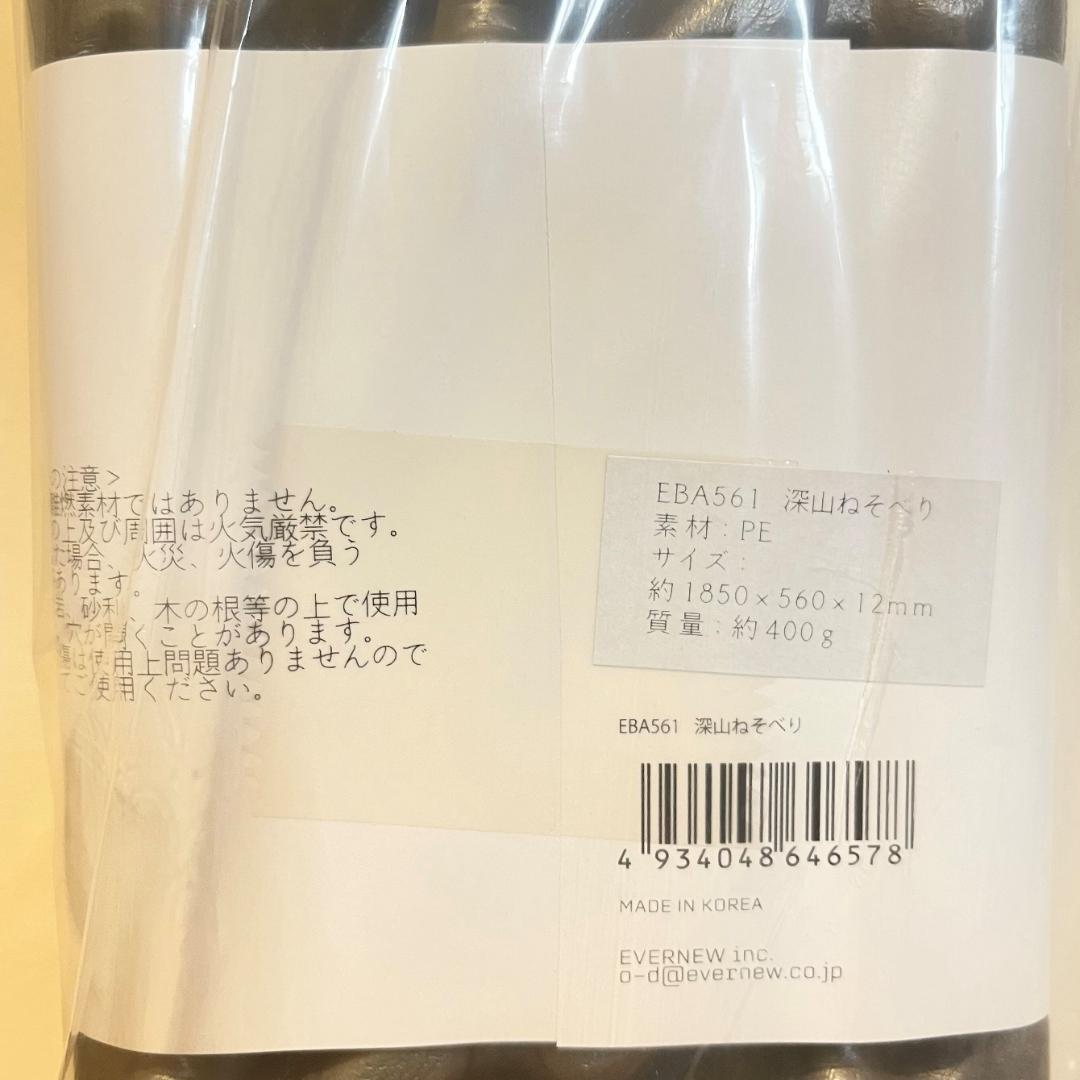 の注意>
燃素材ではありません。
の上及び周囲は火気厳禁です。
た場合、火災、火傷を負う
があります。
砂利、木の根等の上で使用
穴が開くことがあります。
傷は使用上問題ありませんので
てご使用ください。
EBA561 深山ねそべり
素材:PE
サイズ:
約1850×560×12mm
質量:約400g
EBA561 深山ねそべり
4 934048 646578
MADE IN KOREA
EVERNEW inc.
o-d@evernew.co.jp